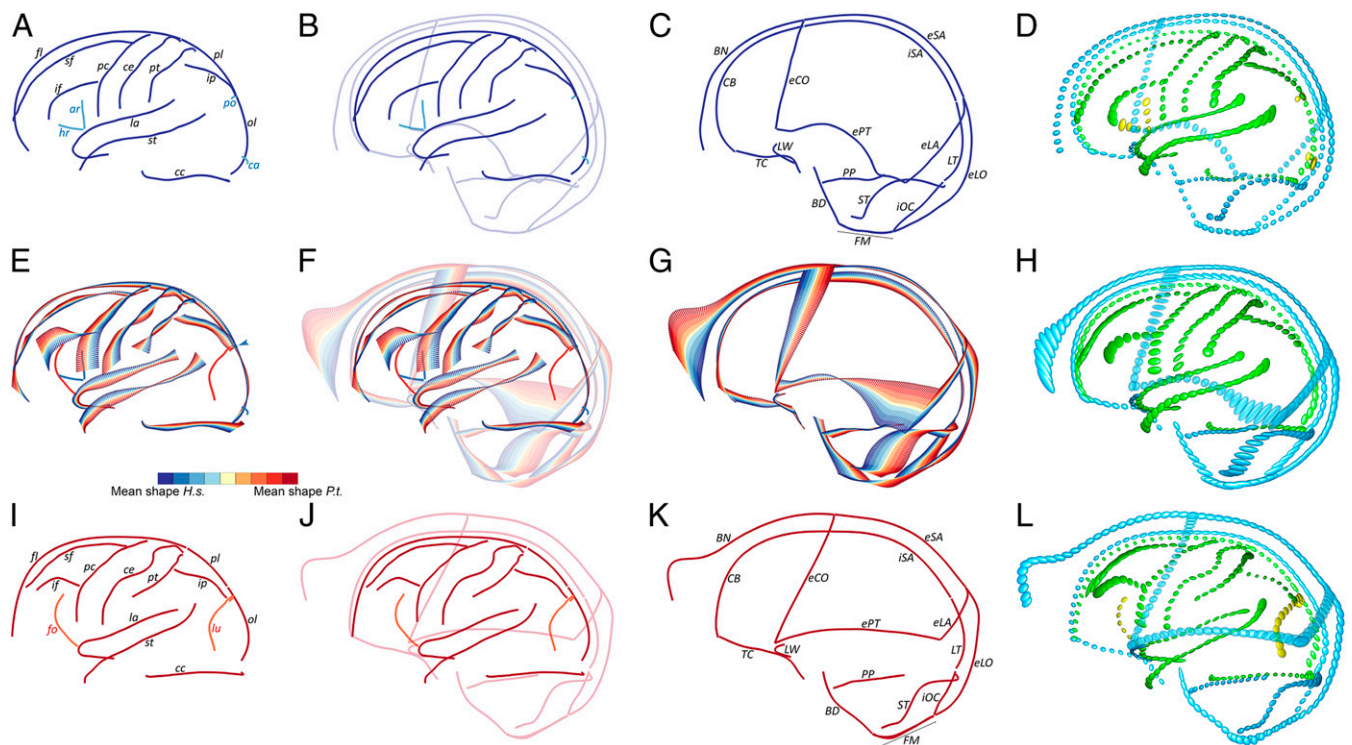 A
fl
sf
pc
ce
pt
pl
ip
if
ar
hr
po
la
st
ol
ca
cc
B
C
BN
CB
eCO
eSA
iSA
ePT
LW
TC
eLA
LT
PP
eLO
BD
ST
iOC
FM
D
E
F
G
H
Mean shape H.s. Mean shape P.t.
I
fl
sf
pc
ce
pl
pt
ip
if
ol
fo
la
st
lu
cc
J
K
BN
eSA
iSA
CB
eCO
ePT
eLA
TC
LW
LT
eLO
PP
BD
ST
iOC
FM
L